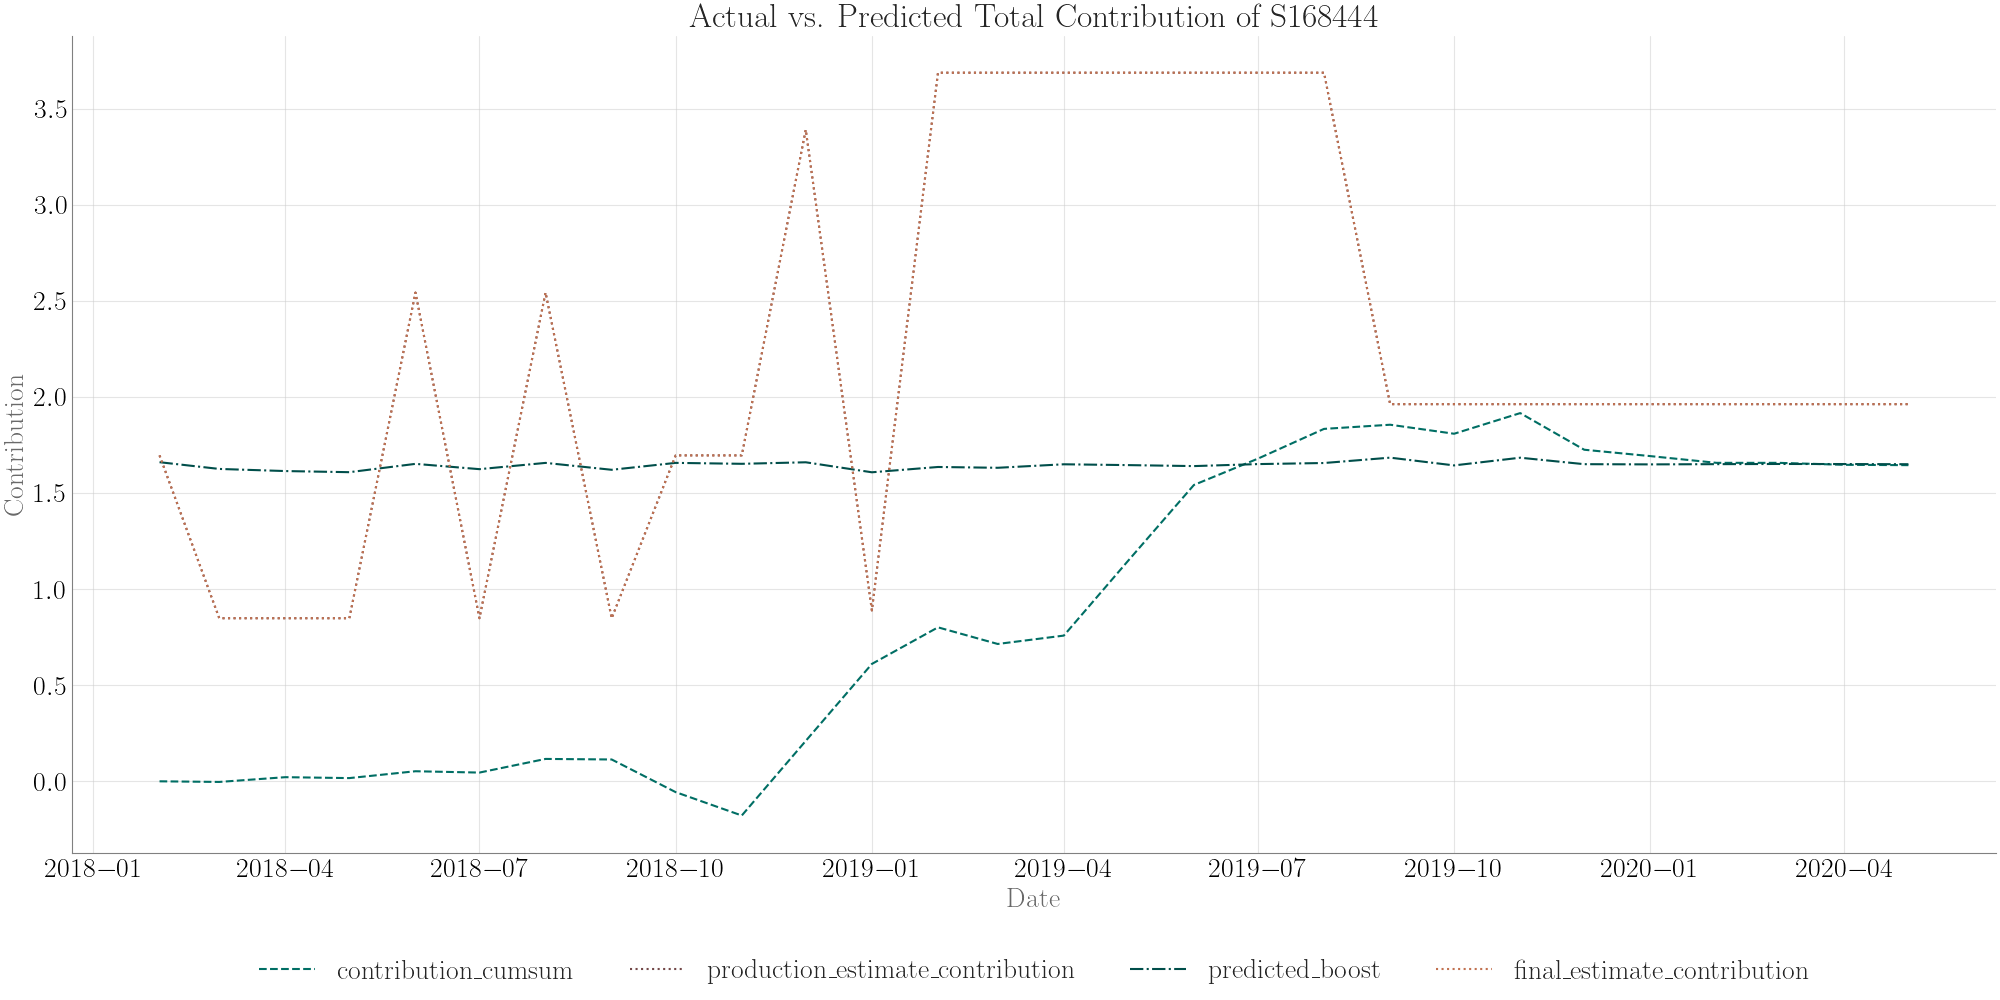 Actual vs. Predicted Total Contribution of S168444
Contribution
3.5
3.0
2.5
2.0
1.5
1.0
0.5
0.0
2018−01 2018−04 2018−07 2018−10 2019−01 2019−04 2019−07 2019−10 2020−01 2020−04
Date
contribution_cumsum production_estimate_contribution predicted_boost final_estimate_contribution